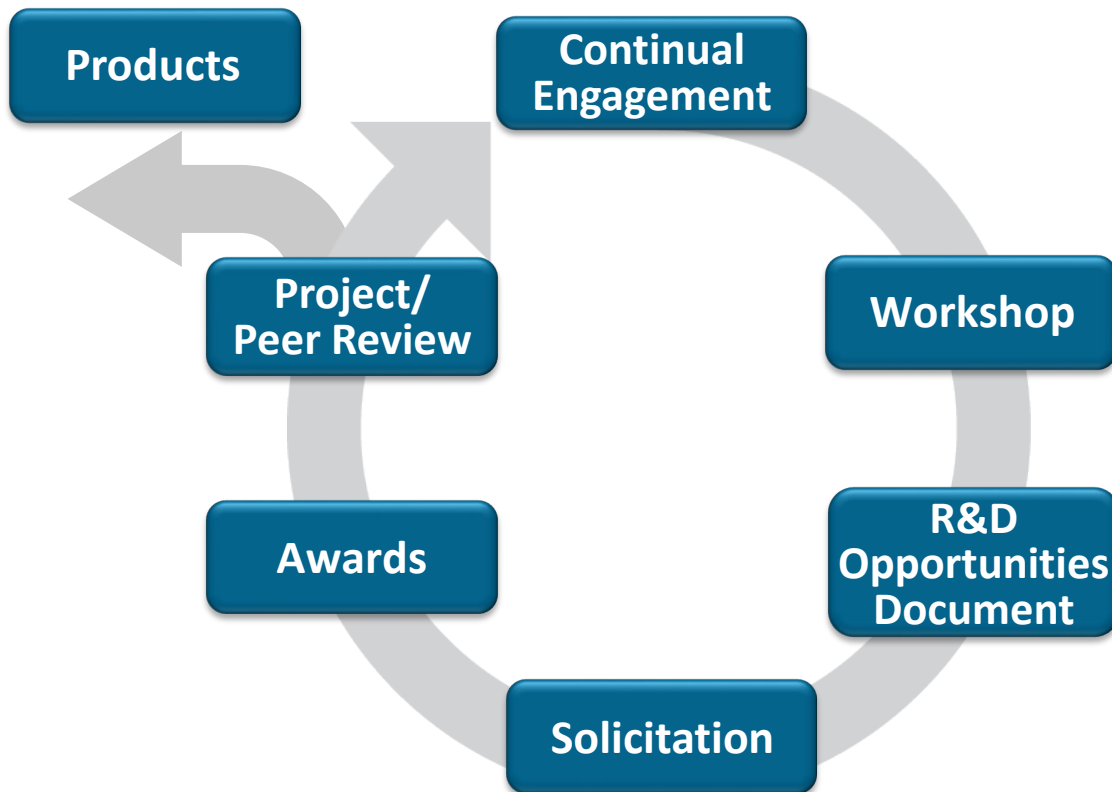 Products
Continual
Engagement
Project/
Peer Review
Workshop
Awards
R&D
Opportunities
Document
Solicitation